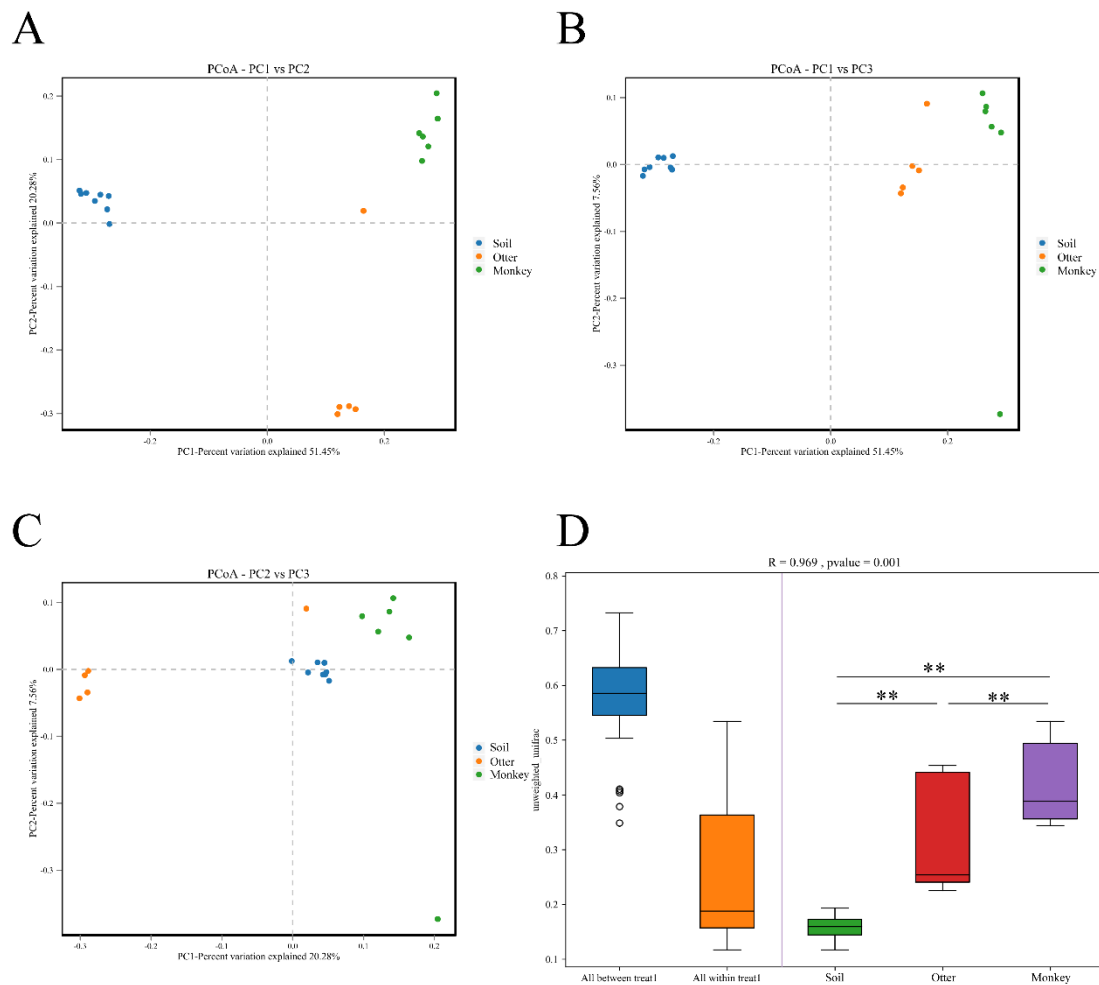 A
PCoA - PC1 vs PC2
0.2
0.1
0.0
-0.1
-0.2
-0.3
PC2-Percent variation explained 20.28%
-0.2
0.0
0.2
PC1-Percent variation explained 51.45%
Soil
Otter
Monkey
B
PCoA - PC1 vs PC3
0.1
0.0
-0.1
-0.2
-0.3
PC2-Percent variation explained 7.56%
-0.2
0.0
0.2
PC1-Percent variation explained 51.45%
Soil
Otter
Monkey
C
PCoA - PC2 vs PC3
0.1
0.0
-0.1
-0.2
-0.3
PC2-Percent variation explained 7.56%
-0.3
-0.2
-0.1
0.0
0.1
0.2
PC1-Percent variation explained 20.28%
Soil
Otter
Monkey
D
R = 0.969 , pvalue = 0.001
0.8
0.7
0.6
0.5
0.4
0.3
0.2
0.1
unweighted_unifrac
**
**
**
All between treat1
All within treat1
Soil
Otter
Monkey